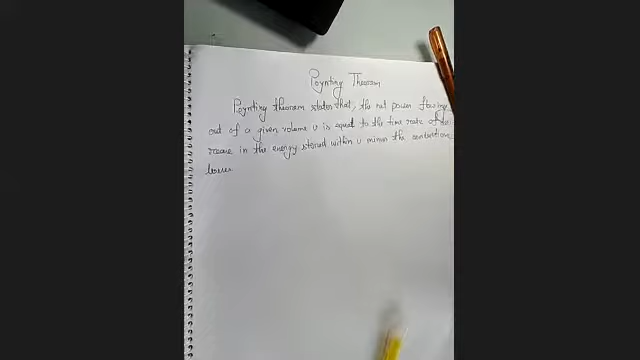 Poynting Theorem
Poynting theorem states that, the net power flowing
out of a given volume v is equal to the time rate of de-
crease in the energy stored within v minus the conduction
losses